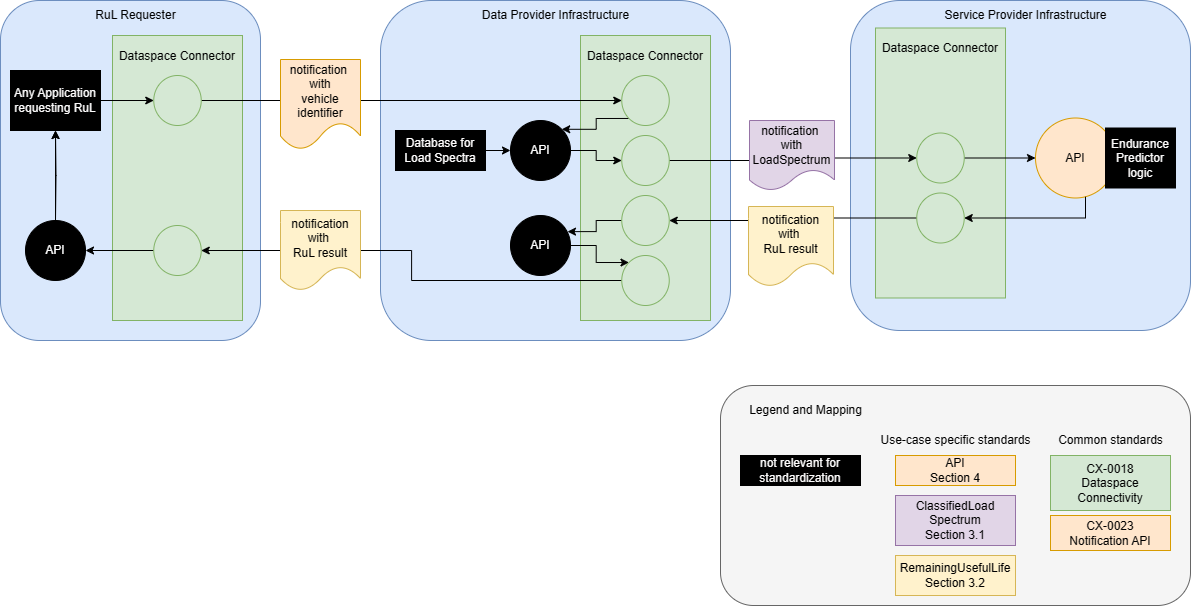 RuL Requester
Data Provider Infrastructure
Service Provider Infrastructure
Dataspace Connector
Dataspace Connector
Dataspace Connector
Any Application
requesting RuL
notification
with
vehicle
identifier
Database for
Load Spectra
API
notification
with
LoadSpectrum
API
Endurance
Predictor
logic
API
notification
with
RuL result
API
notification
with
RuL result
Legend and Mapping
Use-case specific standards
Common standards
not relevant for
standardization
API
Section 4
CX-0018
Dataspace
Connectivity
ClassifiedLoad
Spectrum
Section 3.1
CX-0023
Notification API
RemainingUsefulLife
Section 3.2